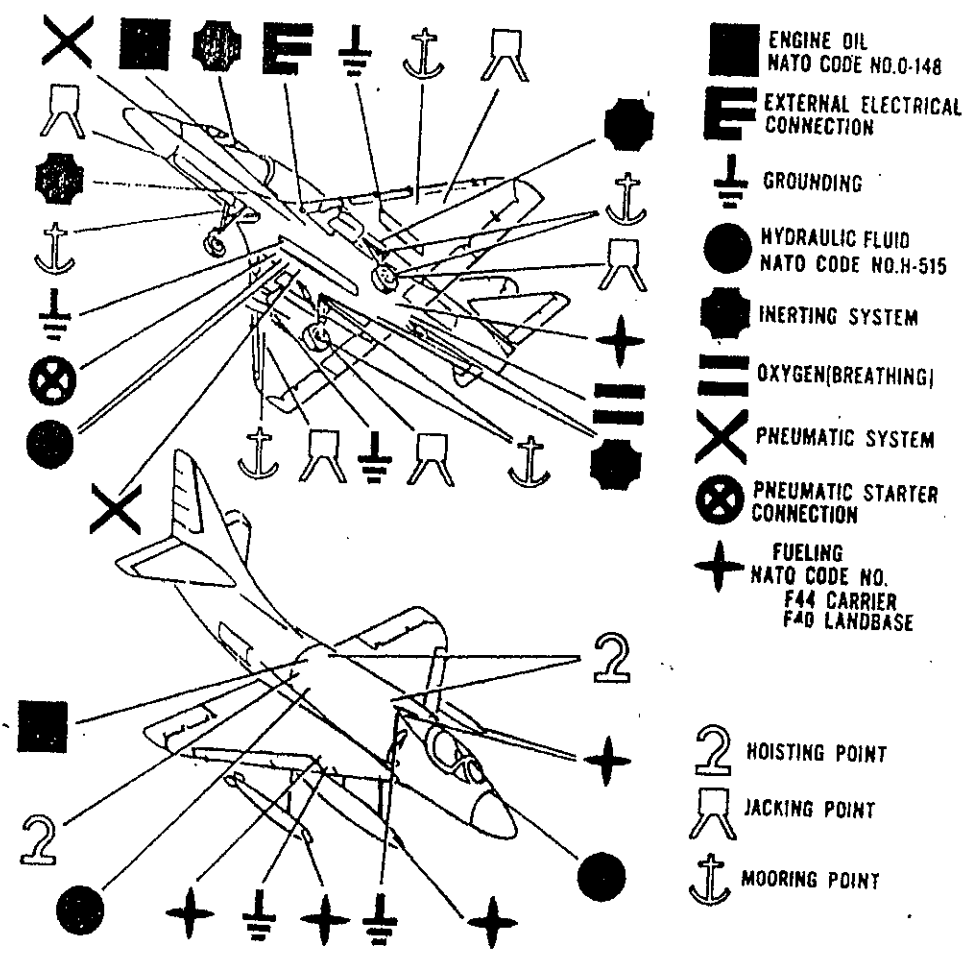 ENGINE OIL
NATO CODE NO.O-148
EXTERNAL ELECTRICAL
CONNECTION
GROUNDING
HYDRAULIC FLUID
NATO CODE NO.H-515
INERTING SYSTEM
OXYGEN(BREATHING)
PNEUMATIC SYSTEM
PNEUMATIC STARTER
CONNECTION
FUELING
NATO CODE NO.
F44 CARRIER
F40 LANDBASE
HOISTING POINT
JACKING POINT
MOORING POINT